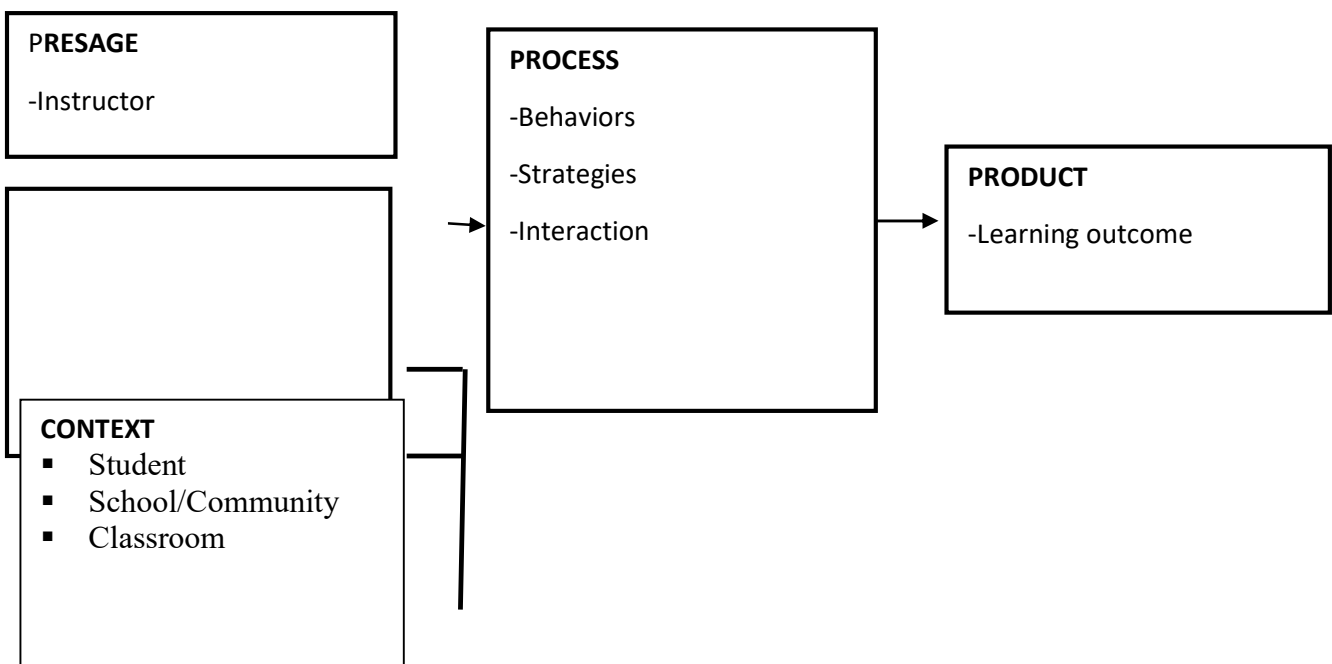 PRESAGE
-Instructor
PROCESS
-Behaviors
-Strategies
-Interaction
PRODUCT
-Learning outcome
CONTEXT
▪ Student
▪ School/Community
▪ Classroom